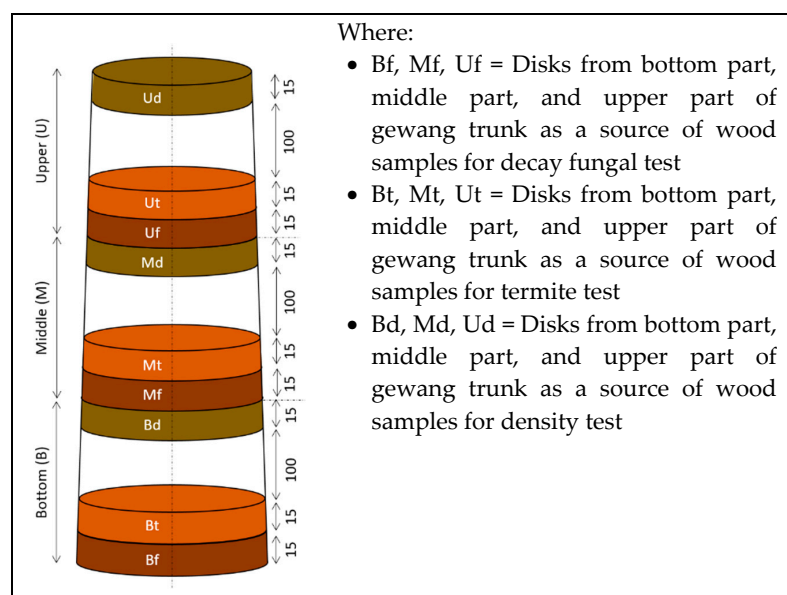 Upper (U)
Middle (M)
Bottom (B)
Ud
Ut
Uf
Md
Mt
Mf
Bd
Bt
Bf
15
100
15
15
15
100
15
15
15
100
15
15
Where:
• Bf, Mf, Uf = Disks from bottom part,
middle part, and upper part of
gewang trunk as a source of wood
samples for decay fungal test
• Bt, Mt, Ut = Disks from bottom part,
middle part, and upper part of
gewang trunk as a source of wood
samples for termite test
• Bd, Md, Ud = Disks from bottom part,
middle part, and upper part of
gewang trunk as a source of wood
samples for density test